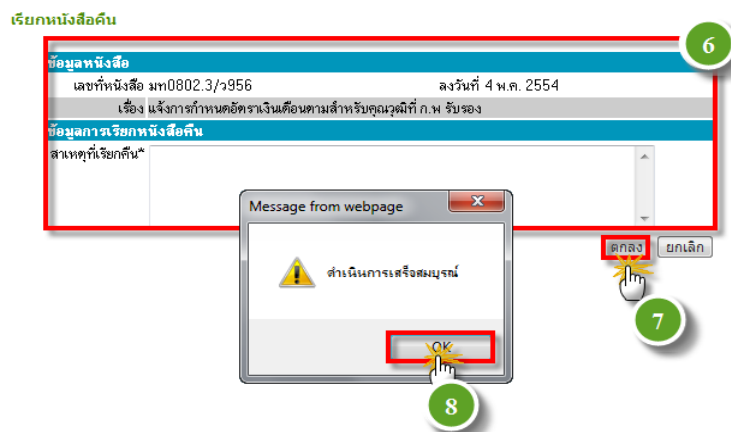 เรียกหนังสือคืน
6
ข้อมูลหนังสือ
เลขที่หนังสือ มท0802.3/ว956 ลงวันที่ 4 พ.ค. 2554
เรื่อง แจ้งการกำหนดอัตราเงินเดือนตามสำหรับคุณวุฒิที่ ก.พ รับรอง
ข้อมูลการเรียกหนังสือคืน
สาเหตุที่เรียกคืน*
Message from webpage
ดำเนินการเสร็จสมบูรณ์
OK
ตกลง ยกเลิก
7
8